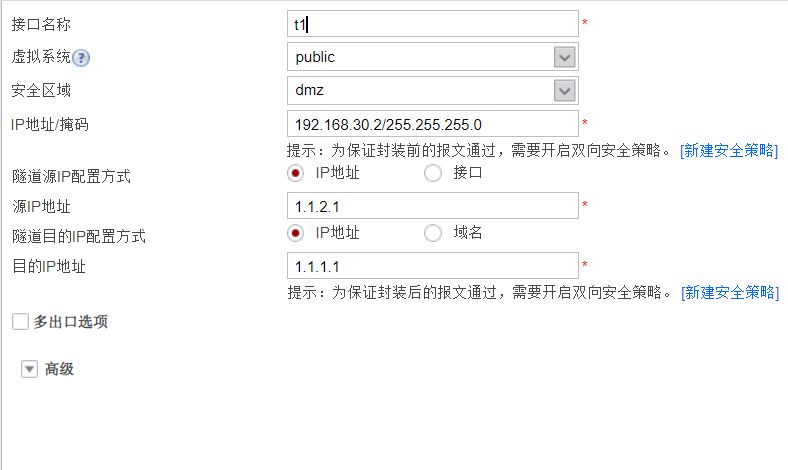 接口名称 t1 *
虚拟系统 ? public
安全区域 dmz
IP地址/掩码 192.168.30.2/255.255.255.0 *
提示：为保证封装前的报文通过，需要开启双向安全策略。 [新建安全策略]
隧道源IP配置方式 IP地址 接口
源IP地址 1.1.2.1 *
隧道目的IP配置方式 IP地址 域名
目的IP地址 1.1.1.1 *
提示：为保证封装后的报文通过，需要开启双向安全策略。 [新建安全策略]
多出口选项
高级